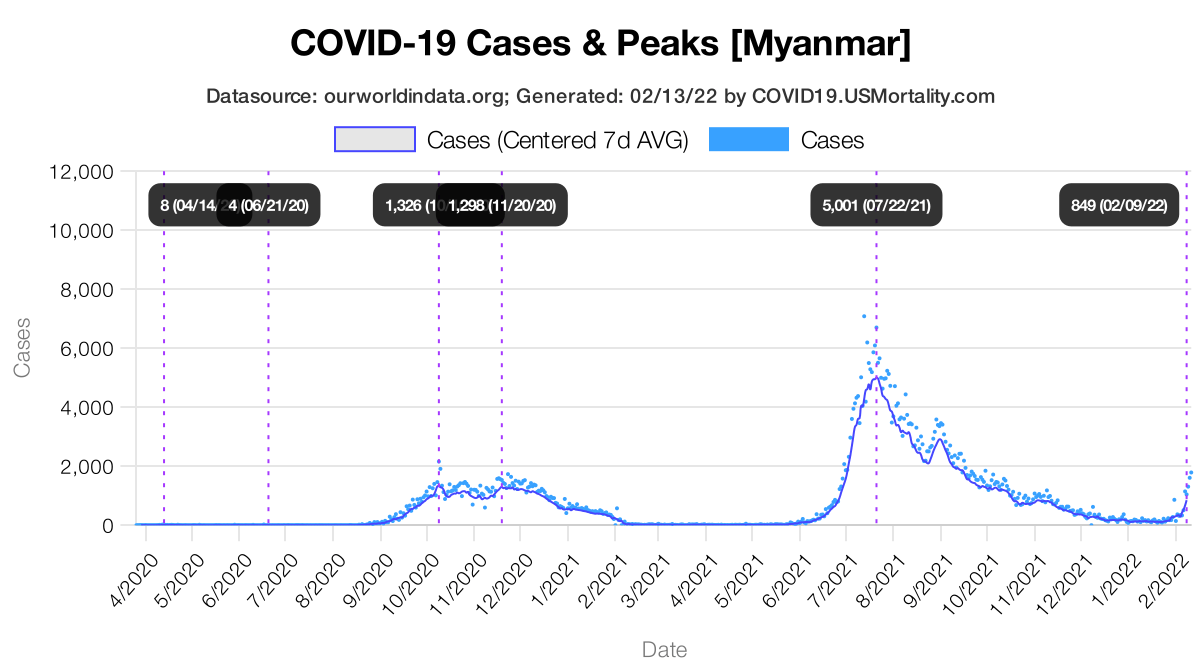 COVID-19 Cases & Peaks [Myanmar]
Datasource: ourworldindata.org; Generated: 02/13/22 by COVID19.USMortality.com
Cases (Centered 7d AVG) Cases
12,000
8 (04/14/ 4 (06/21/20) 1,326 (10/ 1,298 (11/20/20) 5,001 (07/22/21) 849 (02/09/22)
10,000
8,000
6,000
4,000
2,000
0
Cases
4/2020 5/2020 6/2020 7/2020 8/2020 9/2020 10/2020 11/2020 12/2020 1/2021 2/2021 3/2021 4/2021 5/2021 6/2021 7/2021 8/2021 9/2021 10/2021 11/2021 12/2021 1/2022 2/2022
Date